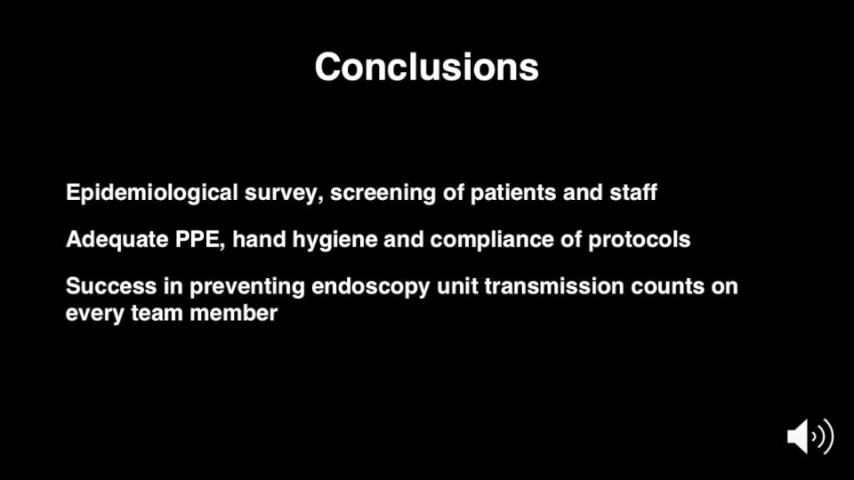 Conclusions
Epidemiological survey, screening of patients and staff
Adequate PPE, hand hygiene and compliance of protocols
Success in preventing endoscopy unit transmission counts on
every team member